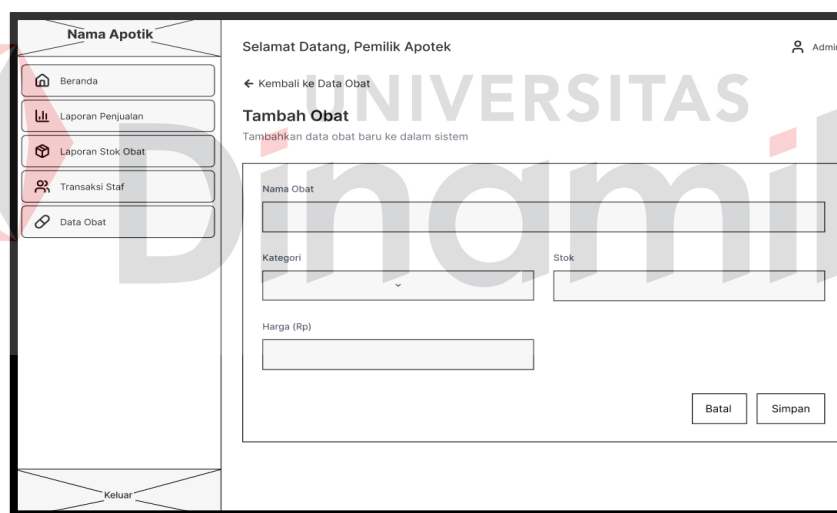 Nama Apotik
Selamat Datang, Pemilik Apotek
Admin
Beranda
Laporan Penjualan
Laporan Stok Obat
Transaksi Staf
Data Obat
← Kembali ke Data Obat
Tambah Obat
Tambahkan data obat baru ke dalam sistem
Nama Obat
Kategori
Stok
Harga (Rp)
Batal
Simpan
Keluar
UNIVERSITAS